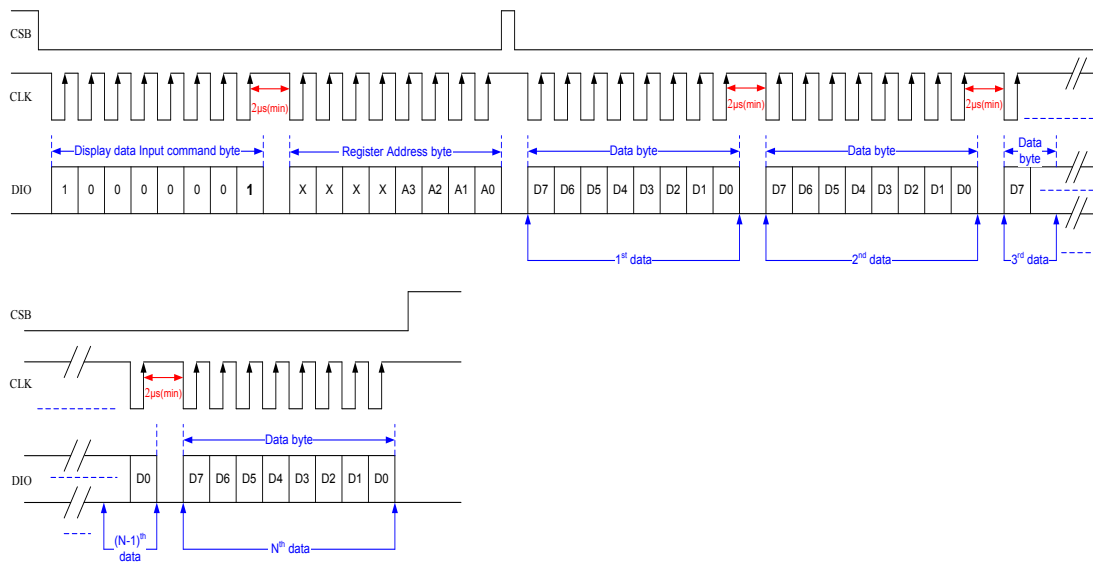 CSB
CLK
2µs(min) 2µs(min) 2µs(min)
Display data Input command byte Register Address byte Data byte Data byte Data
byte
DIO 1 0 0 0 0 0 0 1 X X X X A3 A2 A1 A0 D7 D6 D5 D4 D3 D2 D1 D0 D7 D6 D5 D4 D3 D2 D1 D0 D7
1st data 2nd data 3rd data
CSB
CLK
2µs(min)
Data byte
DIO D0 D7 D6 D5 D4 D3 D2 D1 D0
(N-1)th
data
Nth data